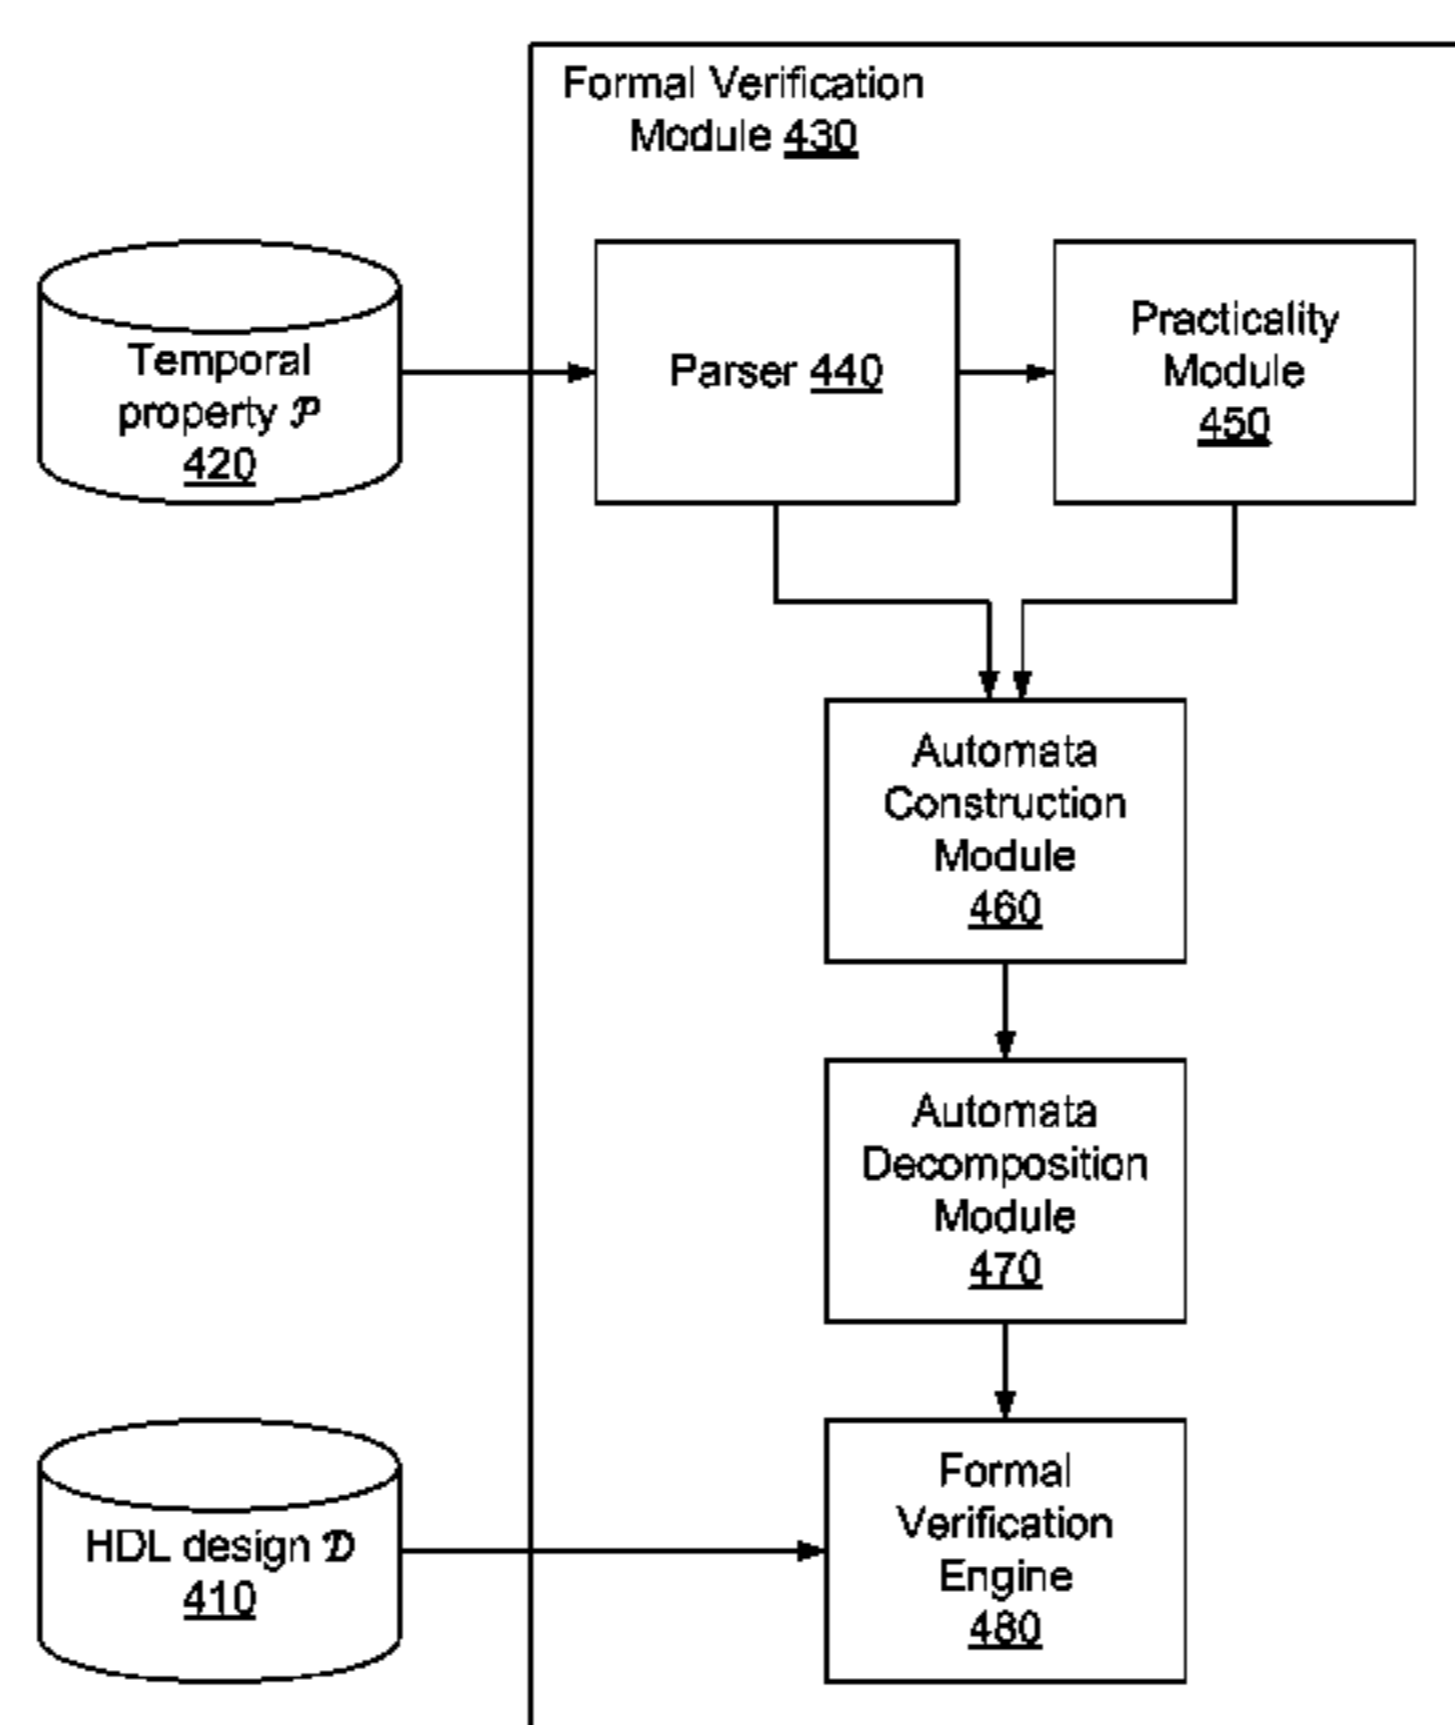 Formal Verification
Module 430
Temporal
property 𝒫
420
Parser 440
Practicality
Module
450
Automata
Construction
Module
460
Automata
Decomposition
Module
470
HDL design 𝒟
410
Formal
Verification
Engine
480